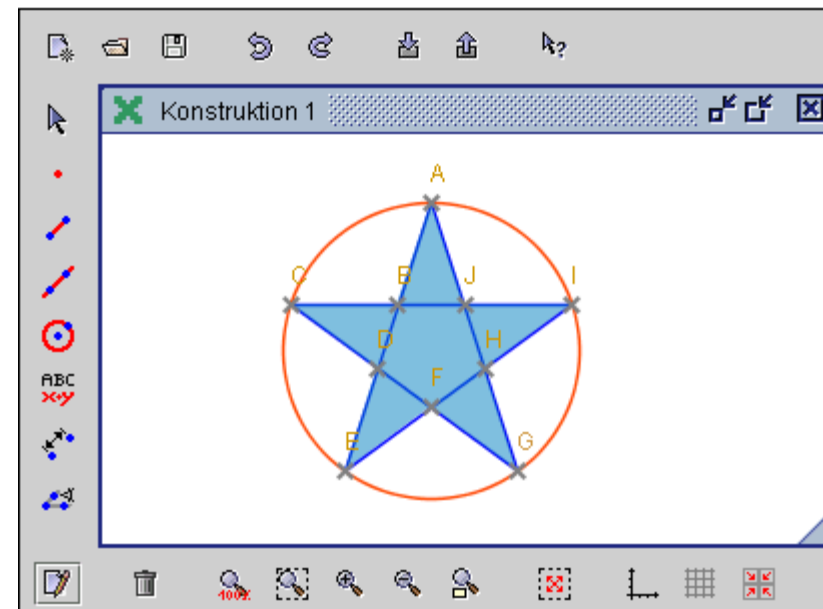 ?
Konstruktion 1
A
C B J I
D H
F
E G
ABC
x+y
100%